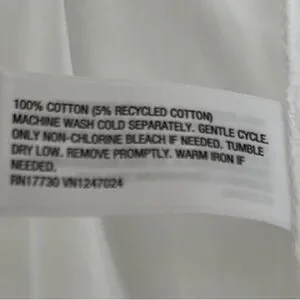 100% COTTON (5% RECYCLED COTTON)
MACHINE WASH COLD SEPARATELY. GENTLE CYCLE.
ONLY NON-CHLORINE BLEACH IF NEEDED. TUMBLE
DRY LOW. REMOVE PROMPTLY. WARM IRON IF
NEEDED.
RN17730 VN1247024